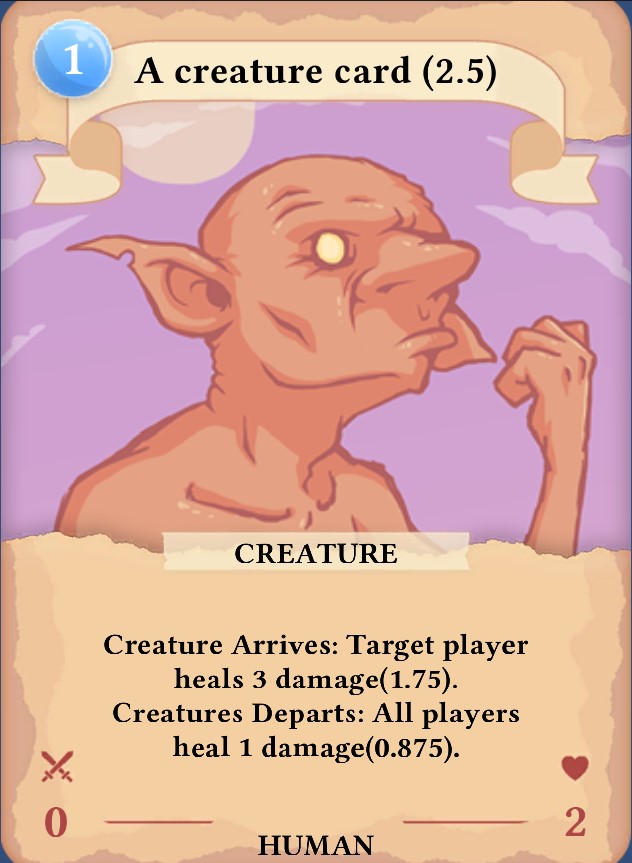 1
A creature card (2.5)
CREATURE
Creature Arrives: Target player
heals 3 damage(1.75).
Creatures Departs: All players
heal 1 damage(0.875).
0
2
HUMAN